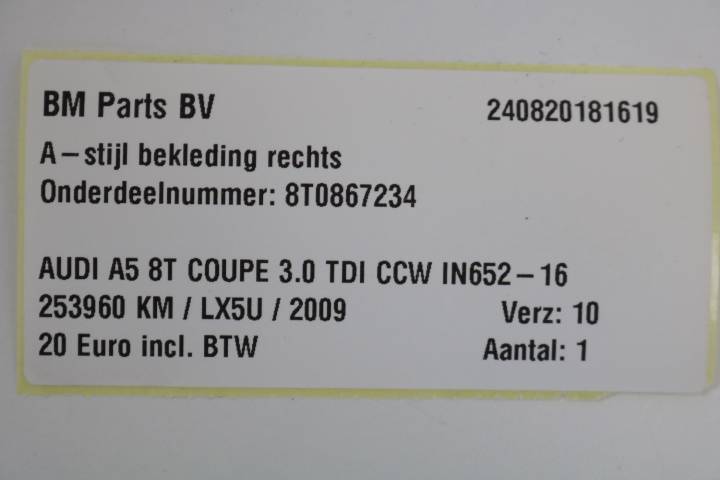 BM Parts BV 240820181619
A-stijl bekleding rechts
Onderdeelnummer: 8T0867234
AUDI A5 8T COUPE 3.0 TDI CCW IN652-16
253960 KM / LX5U / 2009 Verz: 10
20 Euro incl. BTW Aantal: 1